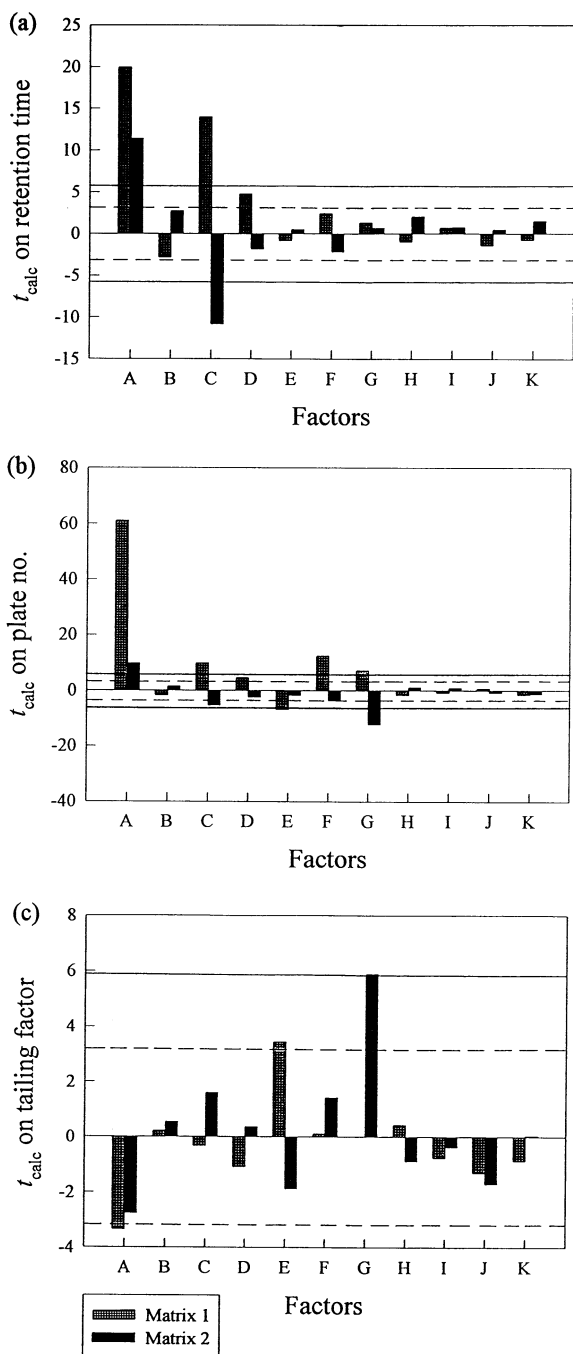 (a)
25
20
15
10
5
0
-5
-10
-15
t_calc on retention time
A B C D E F G H I J K
Factors
(b)
80
60
40
20
0
-20
-40
t_calc on plate no.
A B C D E F G H I J K
Factors
(c)
8
6
4
2
0
-2
-4
t_calc on tailing factor
A B C D E F G H I J K
Factors
Matrix 1
Matrix 2